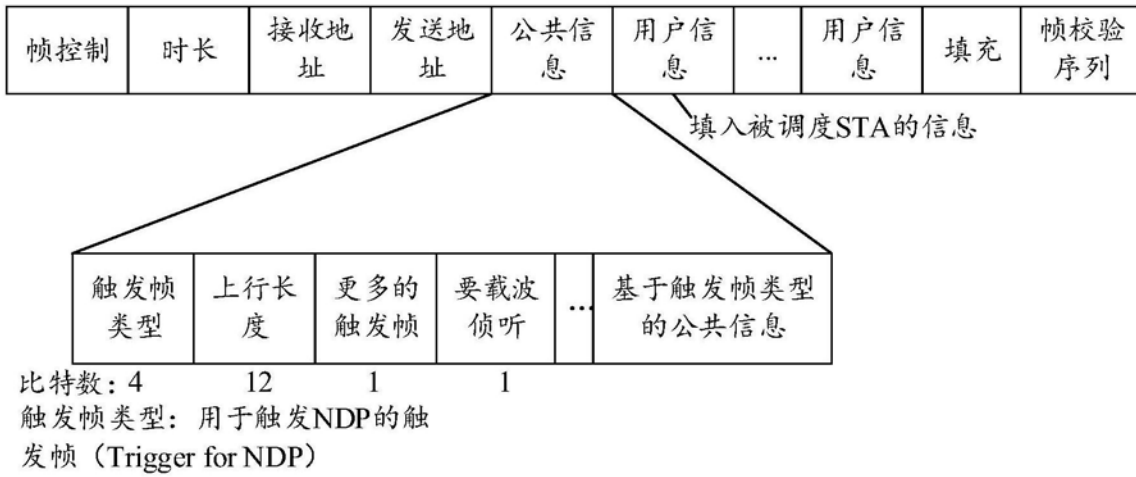 帧控制
时长
接收地
址
发送地
址
公共信
息
用户信
息
...
用户信
息
填充
帧校验
序列
填入被调度STA的信息
触发帧
类型
上行长
度
更多的
触发帧
要载波
侦听
...
基于触发帧类型
的公共信息
比特数：4 12 1 1
触发帧类型：用于触发NDP的触
发帧（Trigger for NDP）